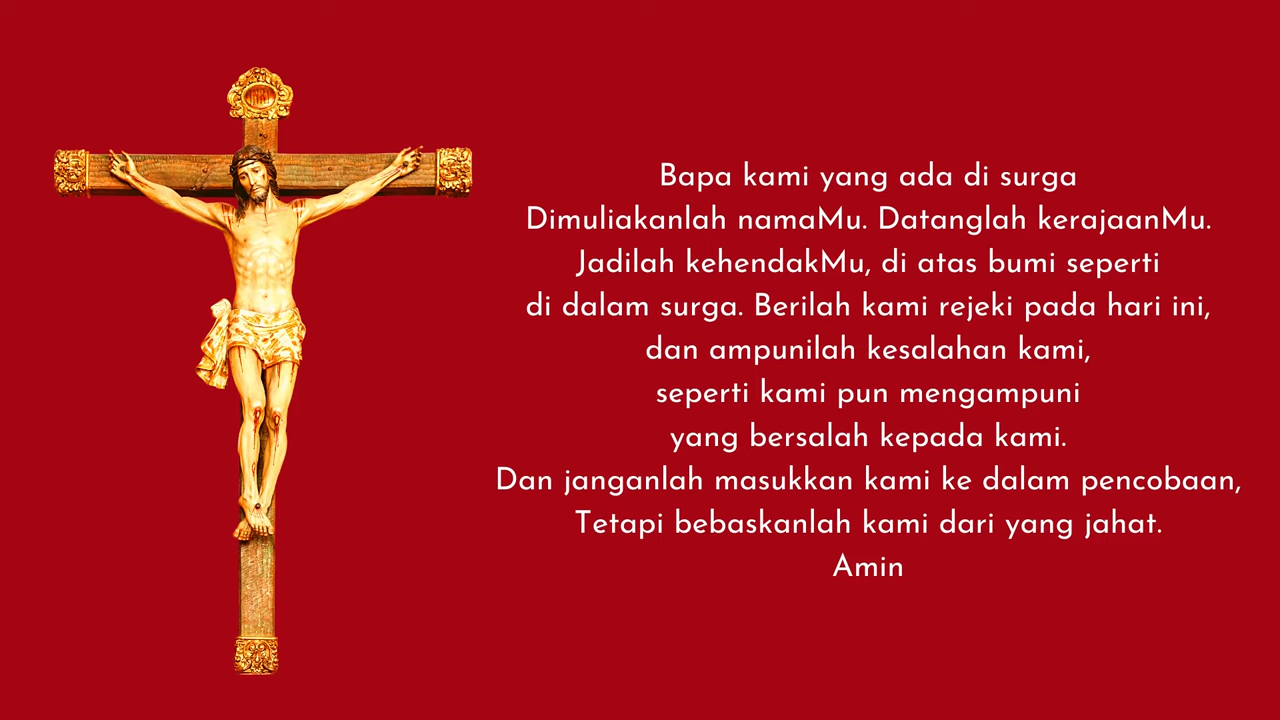 Bapa kami yang ada di surga
Dimuliakanlah namaMu. Datanglah kerajaanMu.
Jadilah kehendakMu, di atas bumi seperti
di dalam surga. Berilah kami rejeki pada hari ini,
dan ampunilah kesalahan kami,
seperti kami pun mengampuni
yang bersalah kepada kami.
Dan janganlah masukkan kami ke dalam pencobaan,
Tetapi bebaskanlah kami dari yang jahat.
Amin